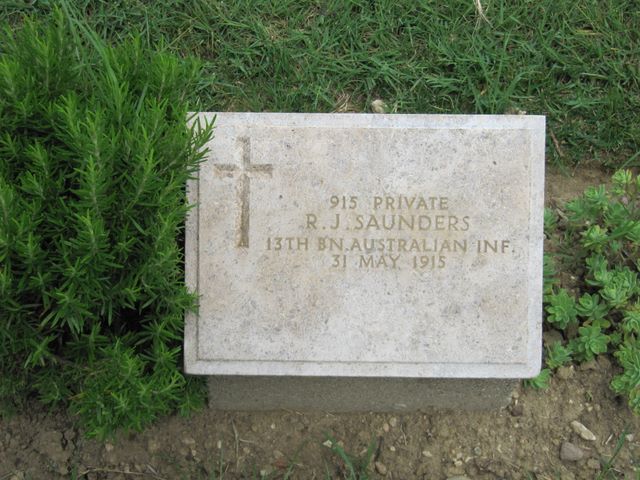 915 PRIVATE
R.J. SAUNDERS
13TH BN. AUSTRALIAN INF.
31 MAY 1915